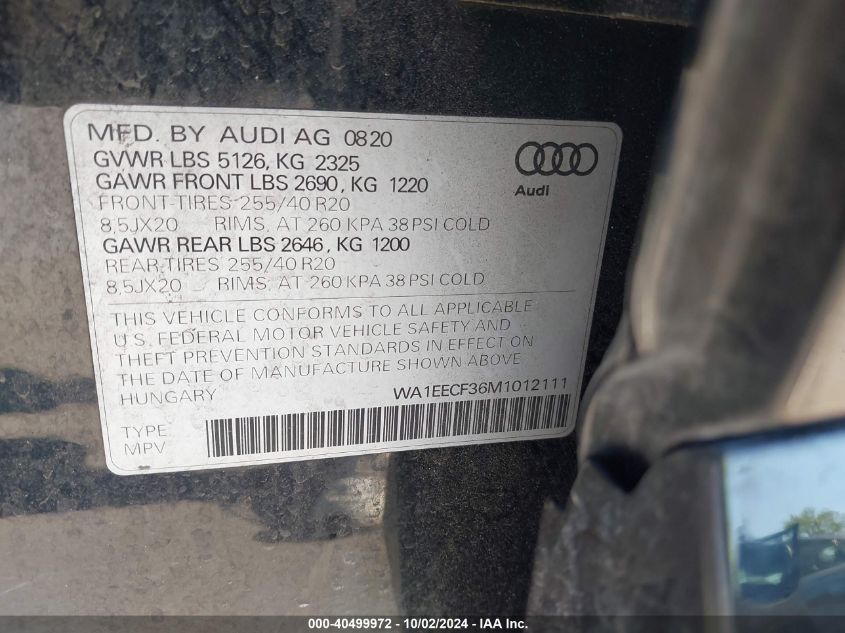 MFD. BY AUDI AG 0820
GVWR LBS 5126, KG 2325
GAWR FRONT LBS 2690, KG 1220
FRONT-TIRES 255/40 R20
8,5JX20 RIMS, AT 260 KPA 38 PSI COLD
GAWR REAR LBS 2646, KG 1200
REAR-TIRES 255/40 R20
8,5JX20 RIMS, AT 260 KPA 38 PSI COLD
Audi
THIS VEHICLE CONFORMS TO ALL APPLICABLE
U.S. FEDERAL MOTOR VEHICLE SAFETY AND
THEFT PREVENTION STANDARDS IN EFFECT ON
THE DATE OF MANUFACTURE SHOWN ABOVE
HUNGARY WA1EECF36M1012111
TYPE
MPV
000-40499972 - 10/02/2024 - IAA Inc.